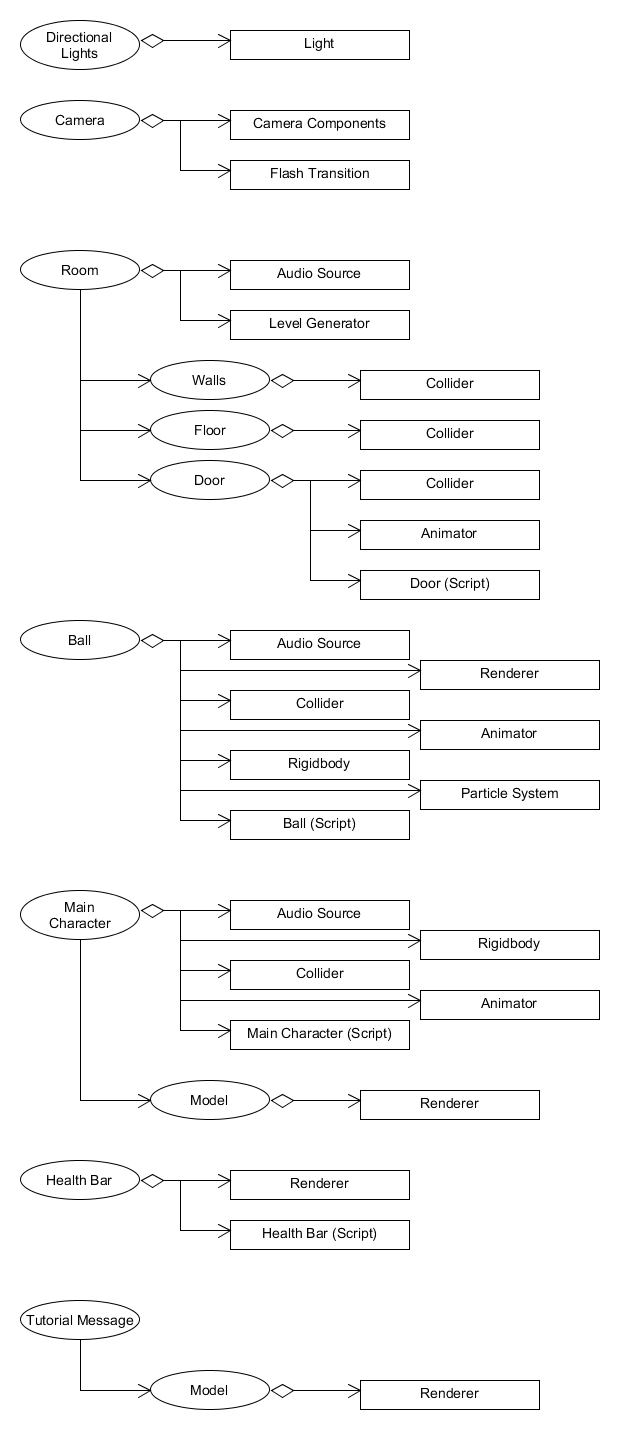 Directional
Lights
Light
Camera
Camera Components
Flash Transition
Room
Audio Source
Level Generator
Walls
Collider
Floor
Collider
Door
Collider
Animator
Door (Script)
Ball
Audio Source
Renderer
Collider
Animator
Rigidbody
Particle System
Ball (Script)
Main
Character
Audio Source
Rigidbody
Collider
Animator
Main Character (Script)
Model
Renderer
Health Bar
Renderer
Health Bar (Script)
Tutorial Message
Model
Renderer